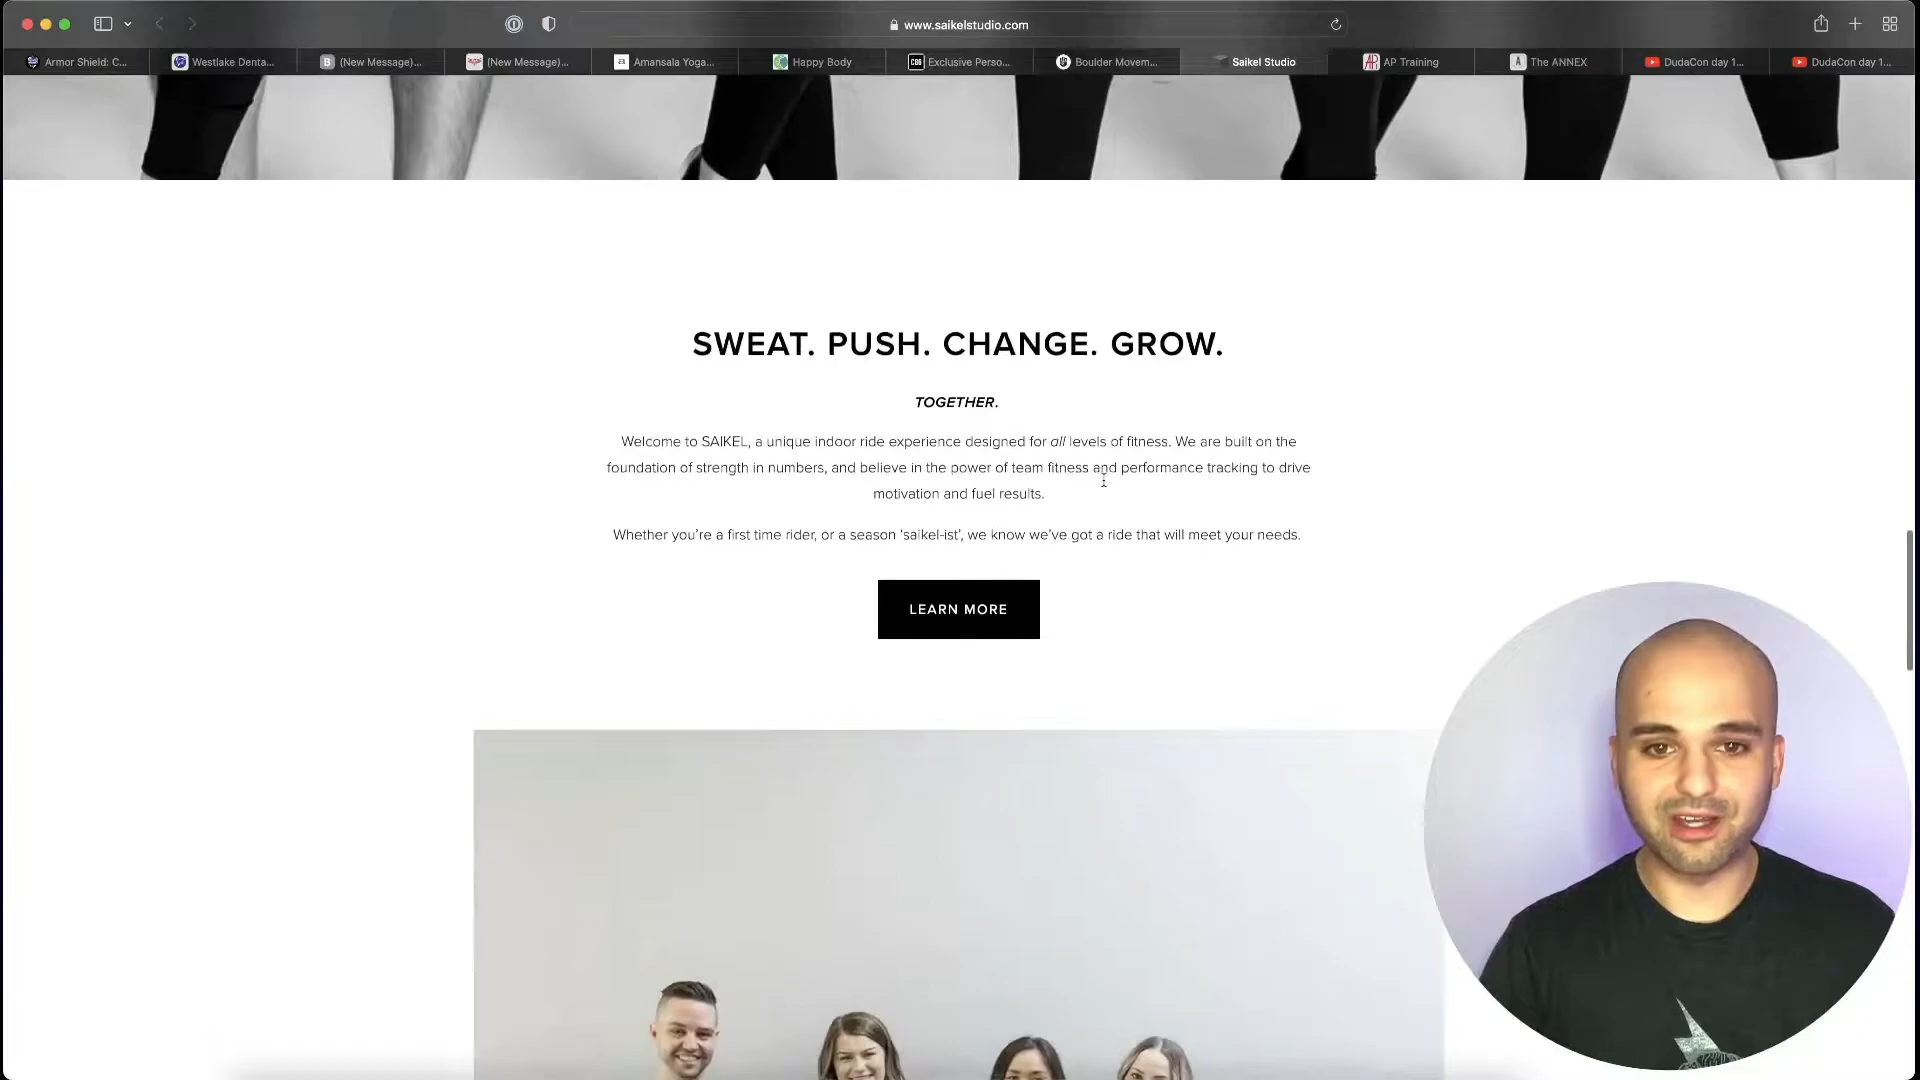 www.saikelstudio.com
Armor Shield: C...
Westlake Denta...
(New Message)...
(New Message)...
Amansala Yoga...
Happy Body
Exclusive Perso...
Boulder Movem...
Saikel Studio
AP Training
The ANNEX
DudaCon day 1...
DudaCon day 1...
SWEAT. PUSH. CHANGE. GROW.
TOGETHER.
Welcome to SAIKEL, a unique indoor ride experience designed for all levels of fitness. We are built on the
foundation of strength in numbers, and believe in the power of team fitness and performance tracking to drive
motivation and fuel results.
Whether you're a first time rider, or a season 'saikel-ist', we know we've got a ride that will meet your needs.
LEARN MORE